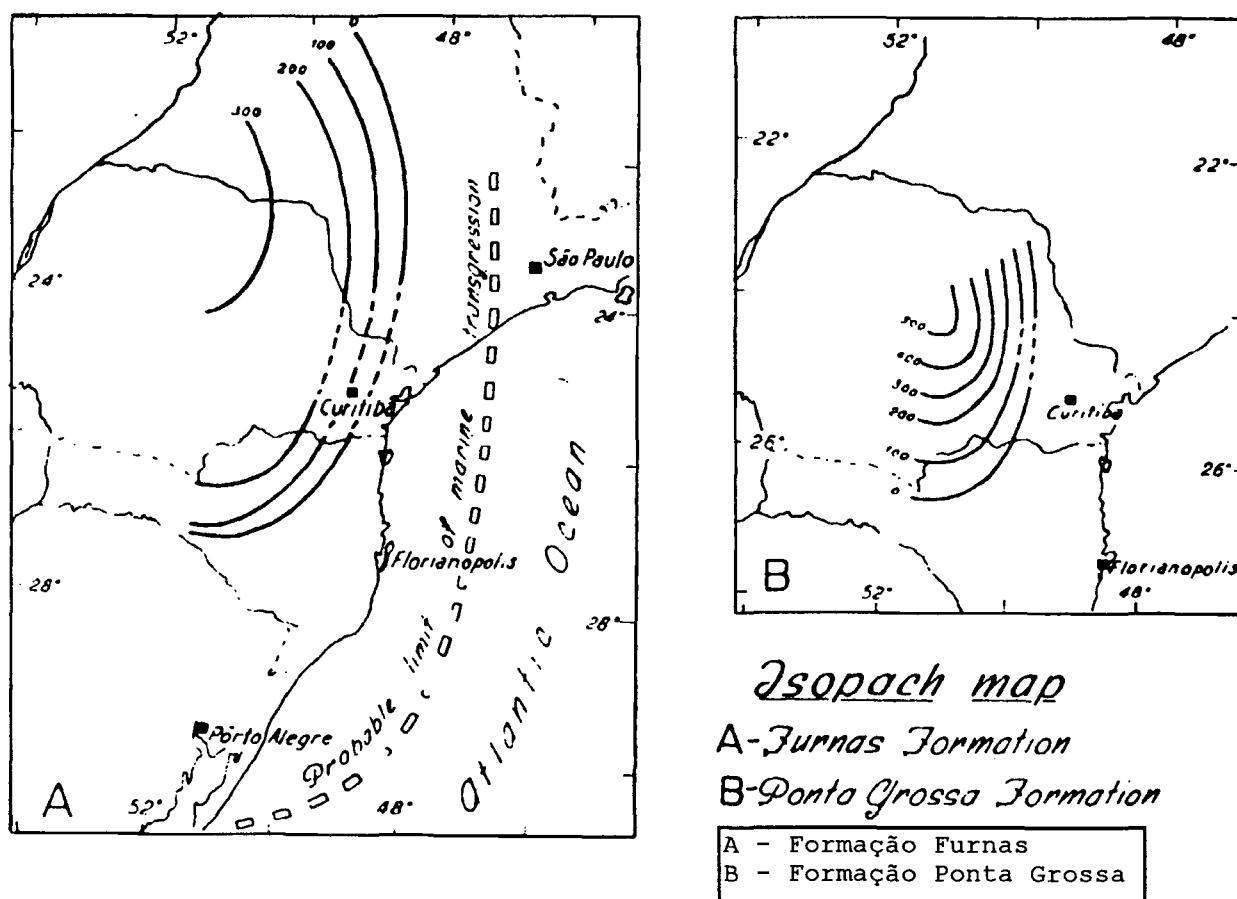 52°
0
48°
100
200
300
24°
transgression
São Paulo
24°
Curitiba
of marine
Florianopolis
28°
28°
limit
Probable
Atlantic Ocean
Pôrto Alegre
A
52°
48°
52°
48°
22°
22°
500
400
300
200
100
0
Curitiba
26°
26°
B
Florianopolis
52°
48°
Isopach map
A-Furnas Formation
B-Ponta Grossa Formation
A - Formação Furnas
B - Formação Ponta Grossa